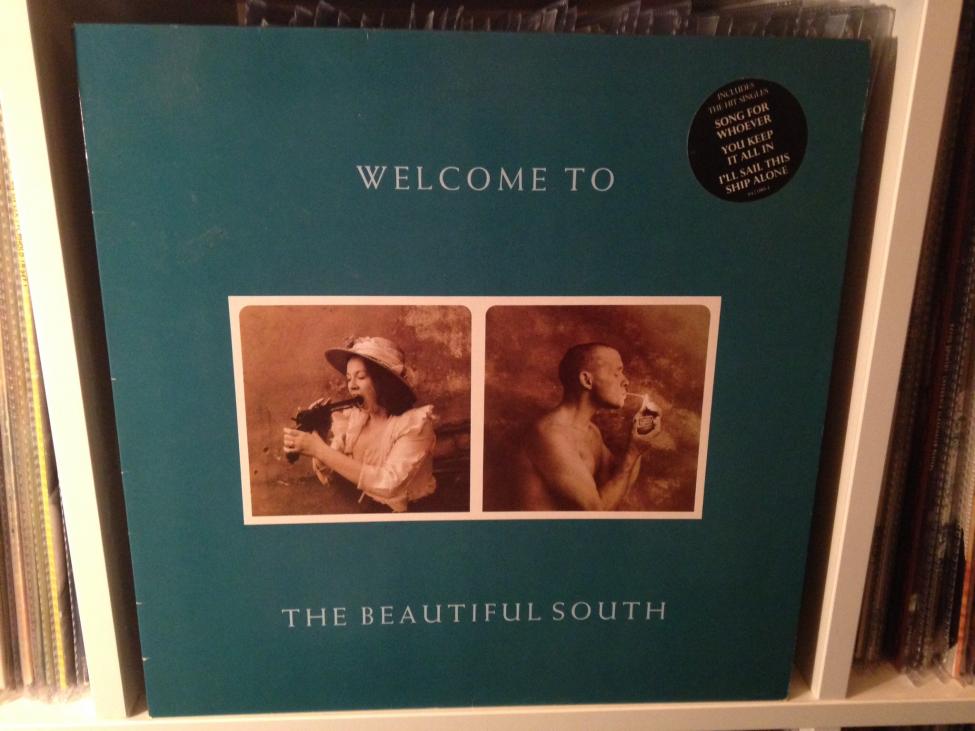 INCLUDES
THE HIT SINGLES
SONG FOR
WHOEVER
YOU KEEP
IT ALL IN
I'LL SAIL THIS
SHIP ALONE
WELCOME TO
THE BEAUTIFUL SOUTH